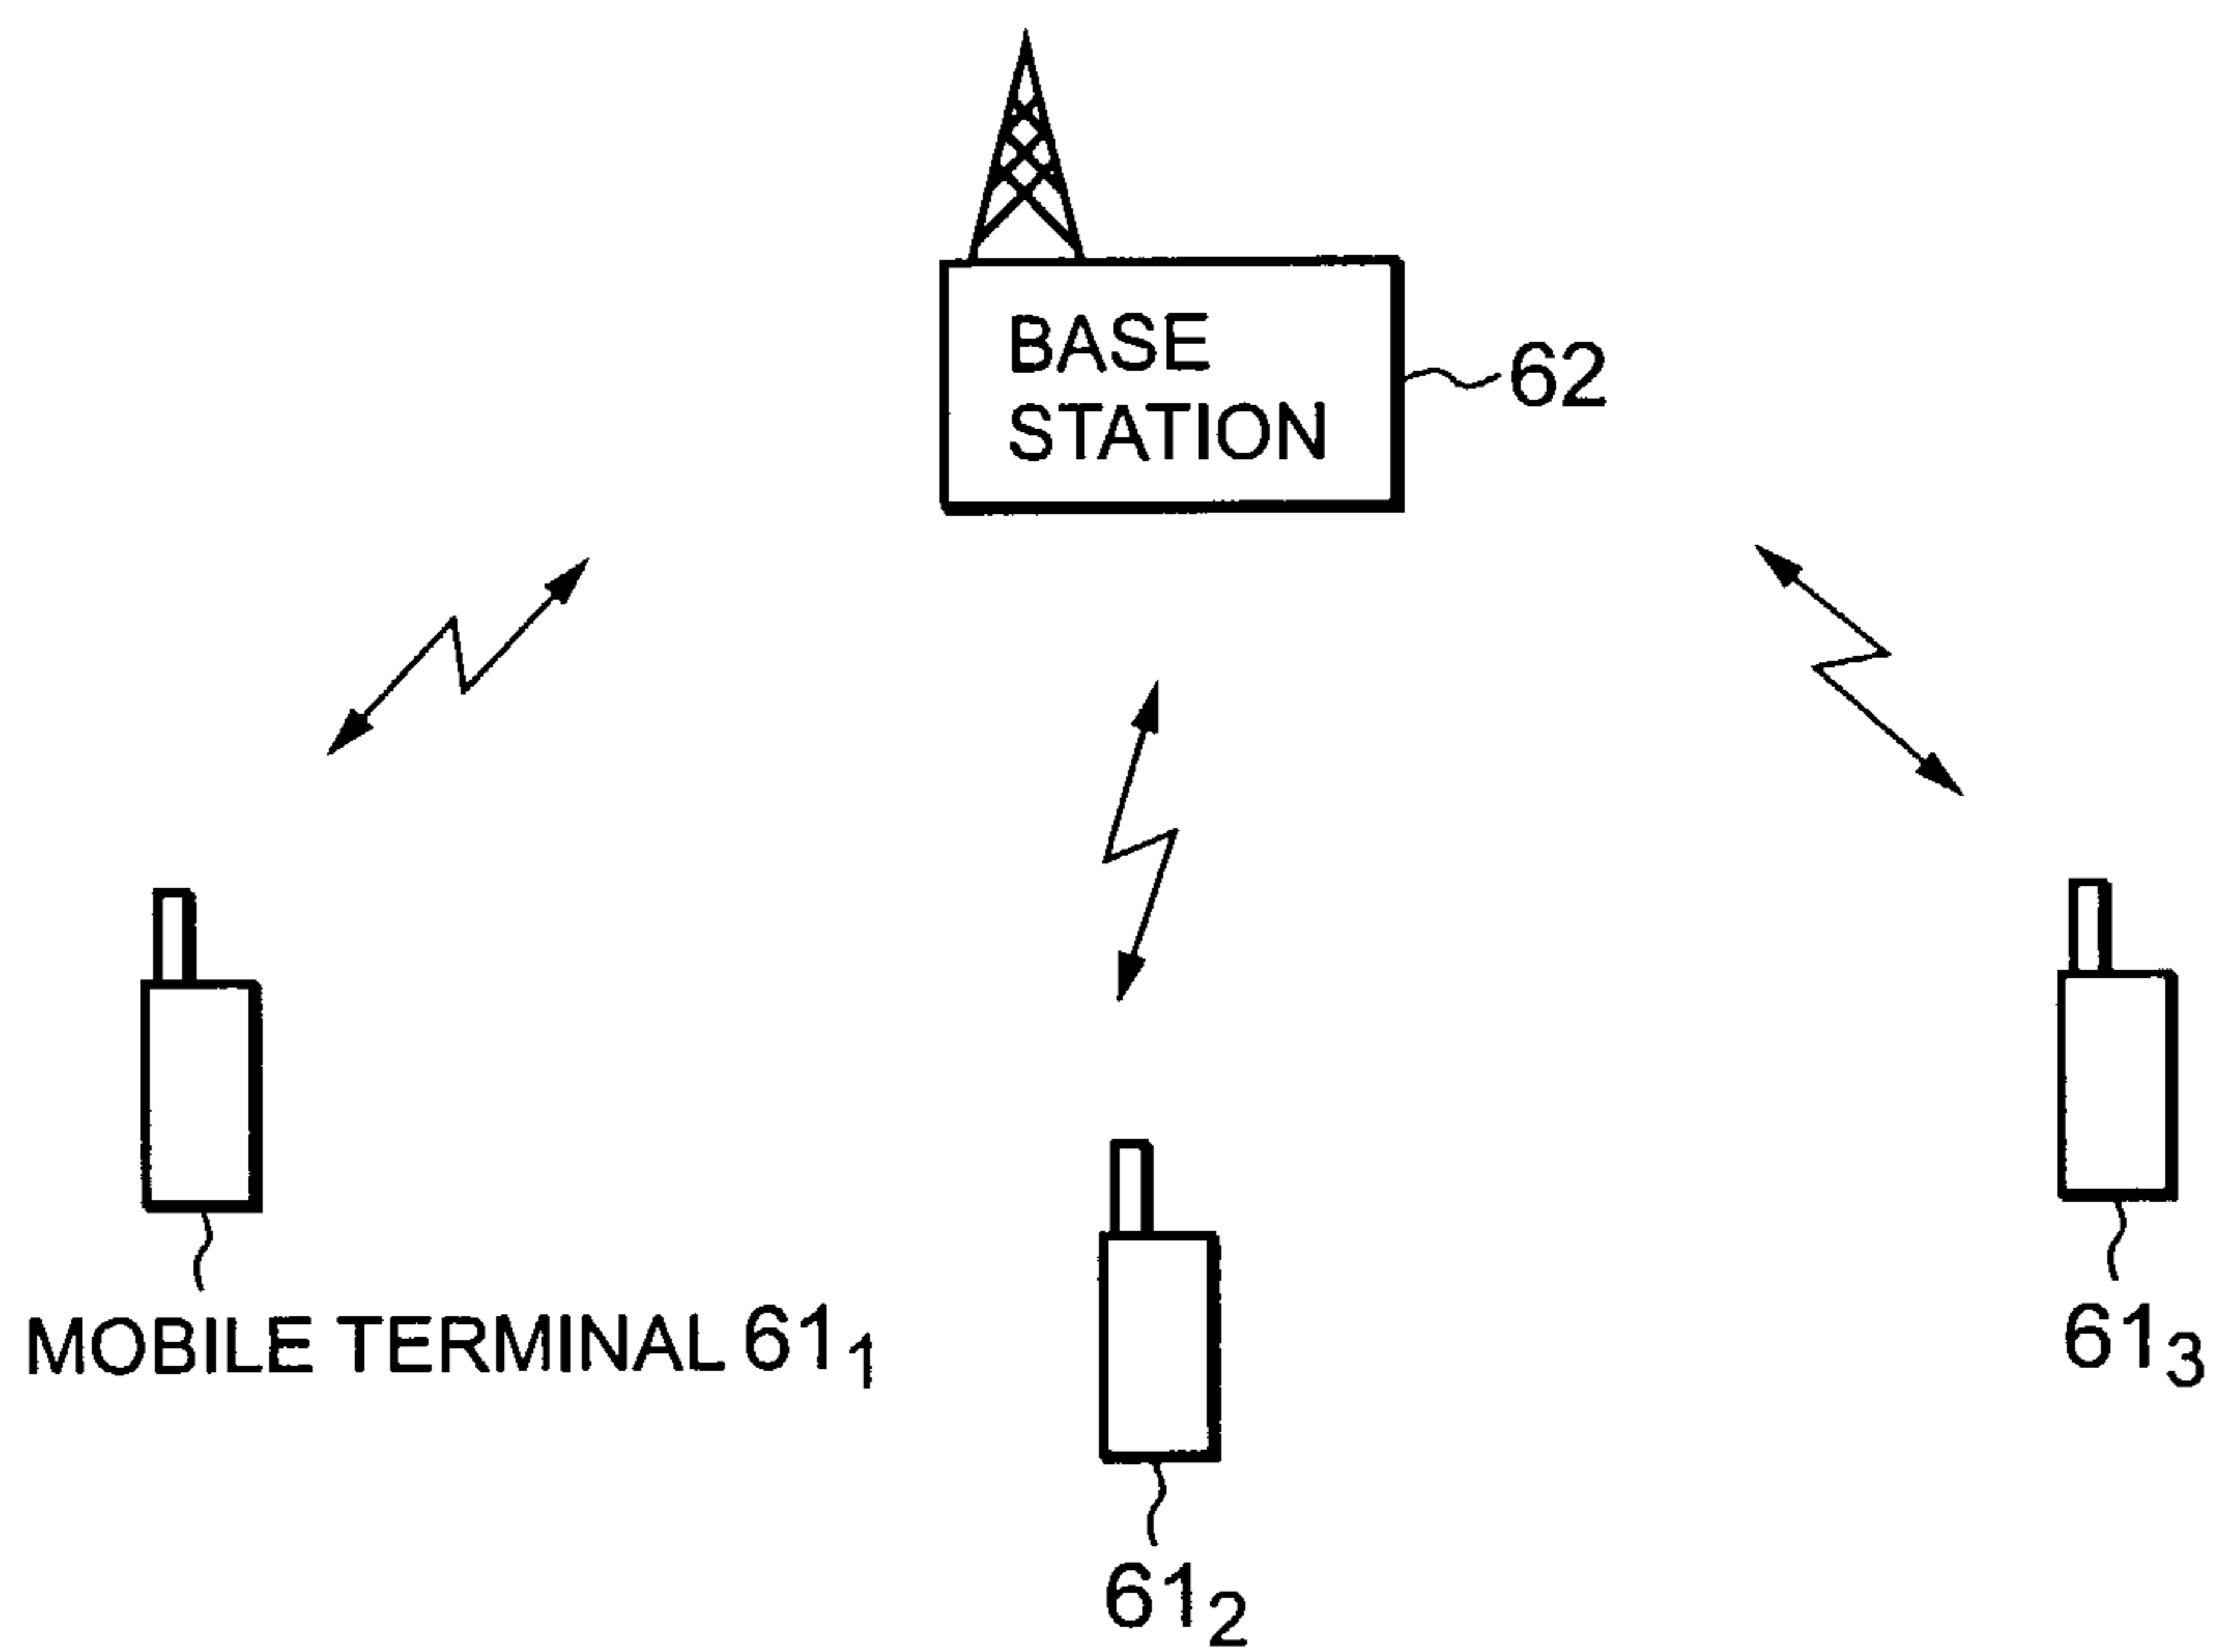 BASE
STATION
62
MOBILE TERMINAL 61₁
61₂
61₃